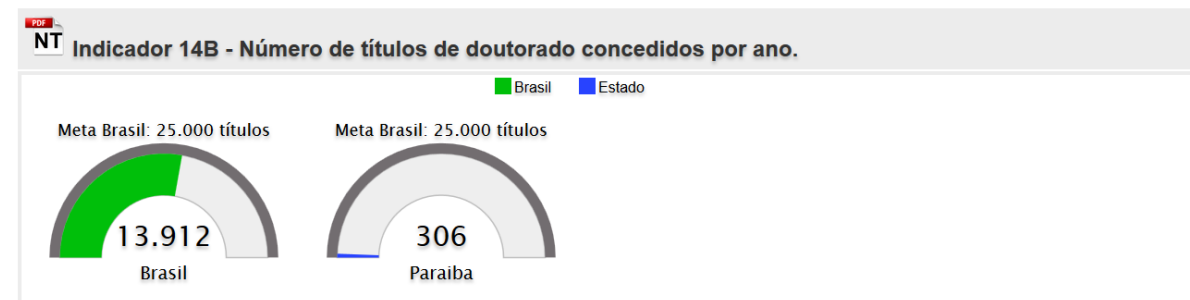 PDF
NT
Indicador 14B - Número de títulos de doutorado concedidos por ano.
Brasil Estado
Meta Brasil: 25.000 títulos
13.912
Brasil
Meta Brasil: 25.000 títulos
306
Paraiba